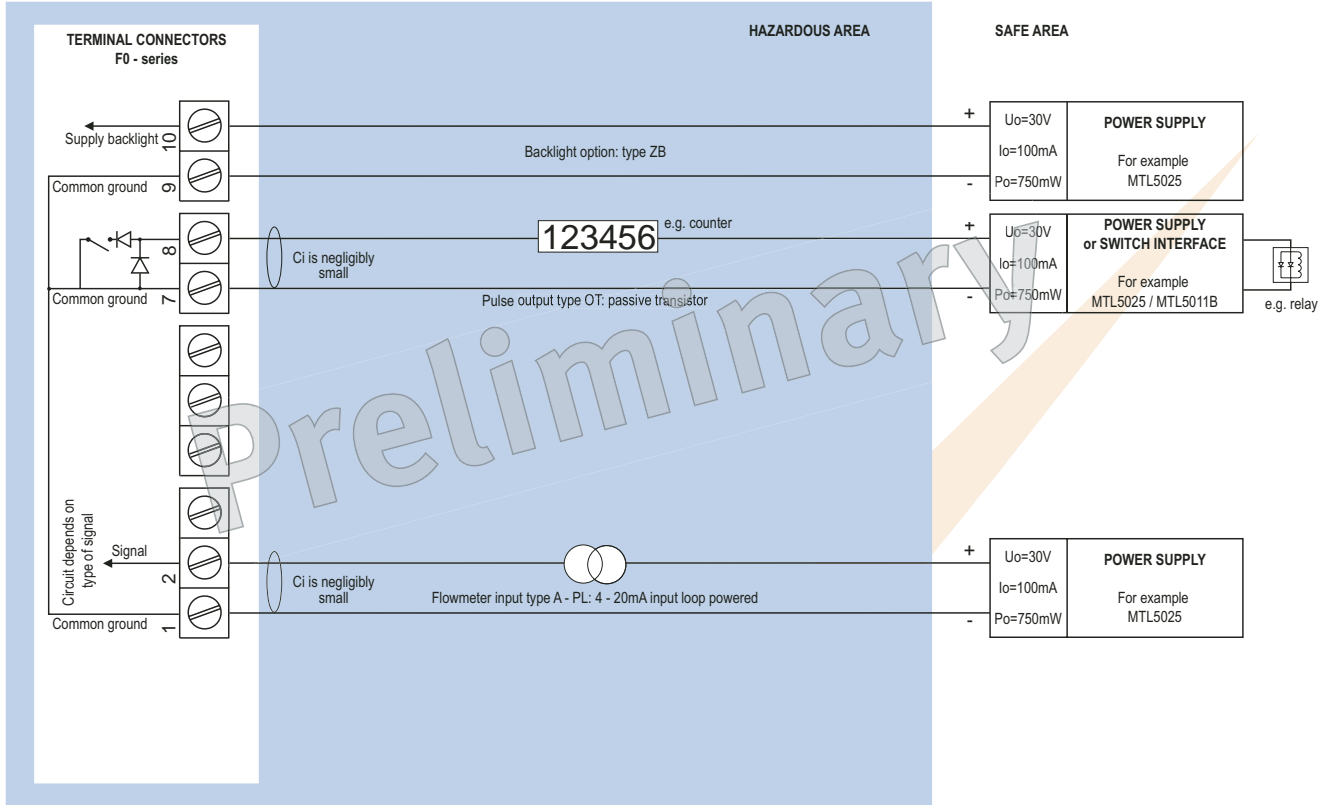 TERMINAL CONNECTORS
F0 - series
HAZARDOUS AREA
SAFE AREA
Supply backlight
10
Common ground
9
Backlight option: type ZB
+
-
Uo=30V
Io=100mA
Po=750mW
POWER SUPPLY
For example
MTL5025
8
Common ground
7
Ci is negligibly
small
123456
e.g. counter
Pulse output type OT: passive transistor
+
-
Uo=30V
Io=100mA
Po=750mW
POWER SUPPLY
or SWITCH INTERFACE
For example
MTL5025 / MTL5011B
e.g. relay
Preliminary
Circuit depends on
type of signal
Signal
2
Common ground
1
Ci is negligibly
small
Flowmeter input type A - PL: 4 - 20mA input loop powered
+
-
Uo=30V
Io=100mA
Po=750mW
POWER SUPPLY
For example
MTL5025